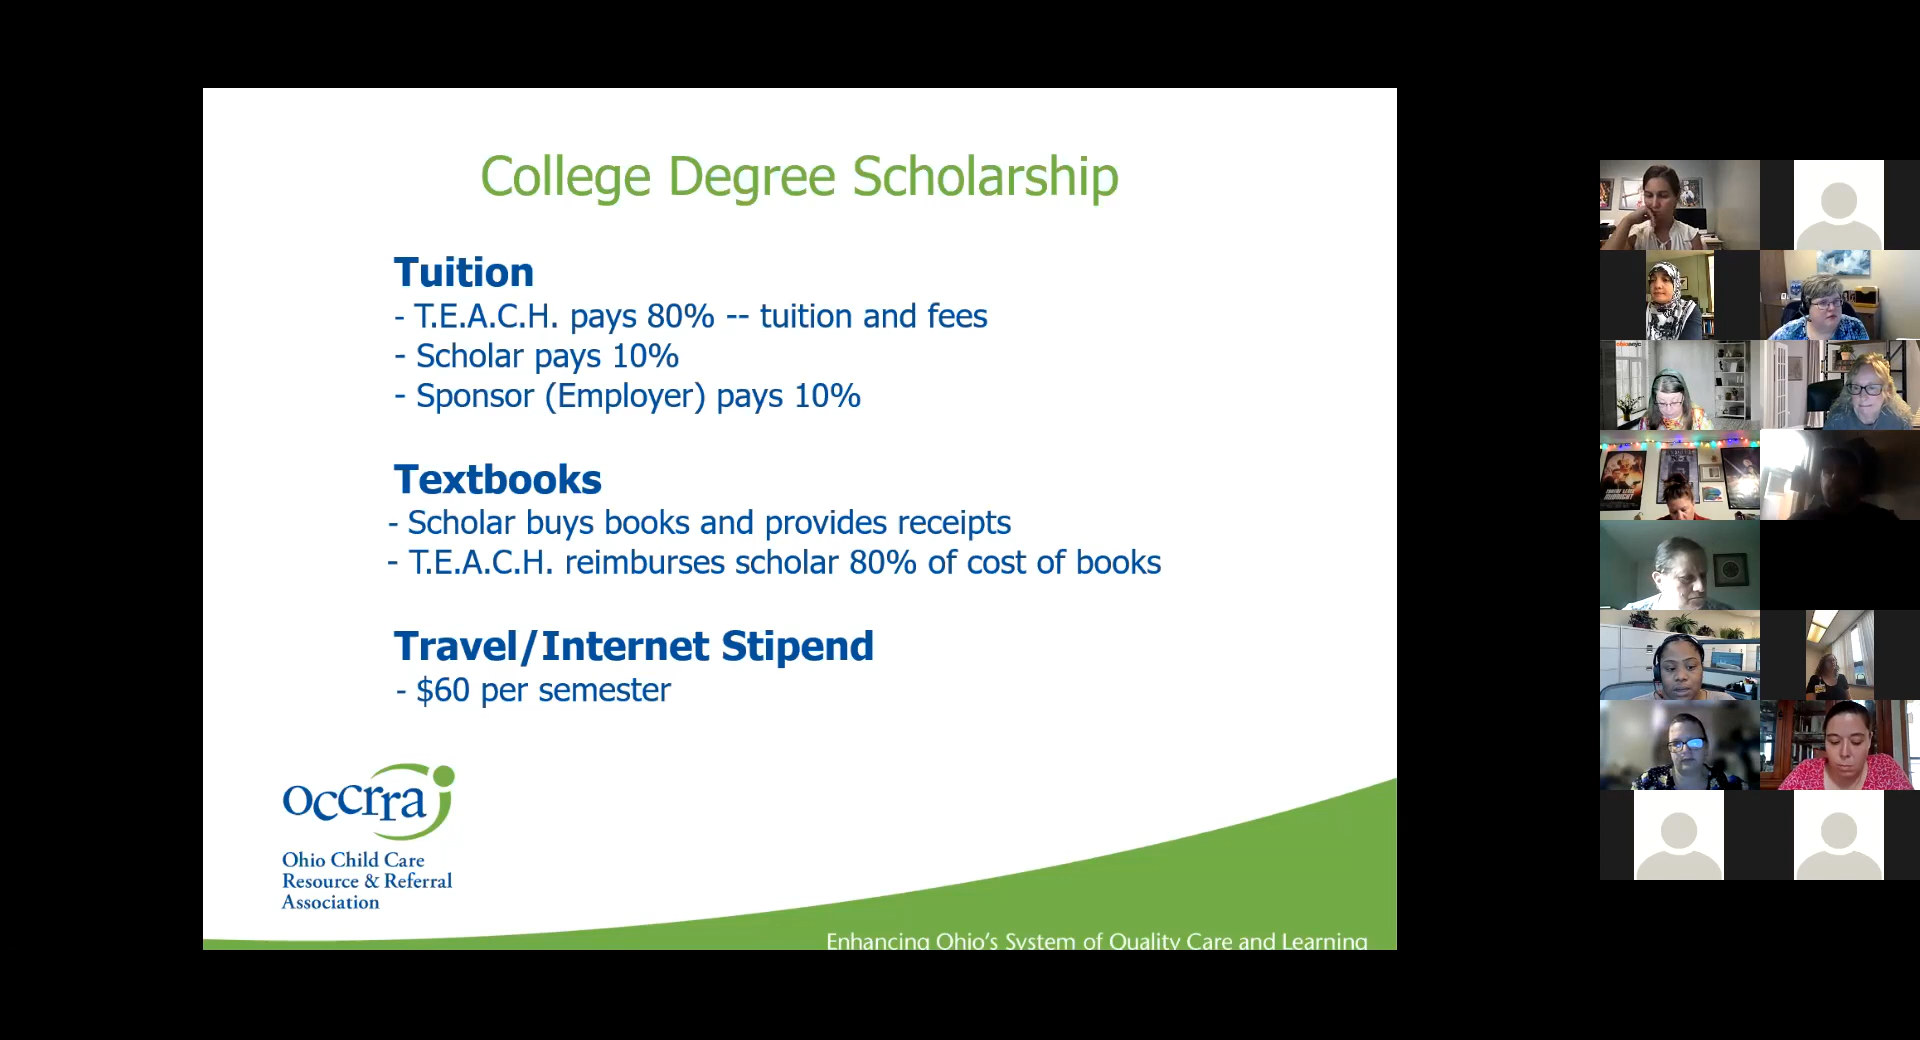 College Degree Scholarship
Tuition
- T.E.A.C.H. pays 80% -- tuition and fees
- Scholar pays 10%
- Sponsor (Employer) pays 10%
Textbooks
- Scholar buys books and provides receipts
- T.E.A.C.H. reimburses scholar 80% of cost of books
Travel/Internet Stipend
- $60 per semester
occrra
Ohio Child Care
Resource & Referral
Association
Enhancing Ohio's System of Quality Care and Learning